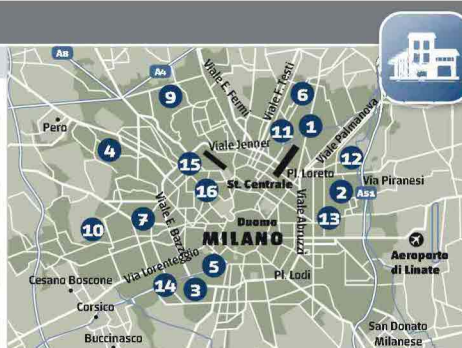 A8
A4
9
Viale E. Fermi
Viale F. Testi
6
Pero
4
Viale Jenner
11
1
Viale Palmanova
15
St. Centrale
Pl. Loreto
12
16
2
Via Piranesi
A51
7
10
Viale E. Bazzi
Duomo
MILANO
Viale Abruzzi
13
Aeroporto
di Linate
Cesano Boscone
Via Lorenteggio
5
Pl. Lodi
14
3
Corsico
Buccinasco
San Donato
Milanese